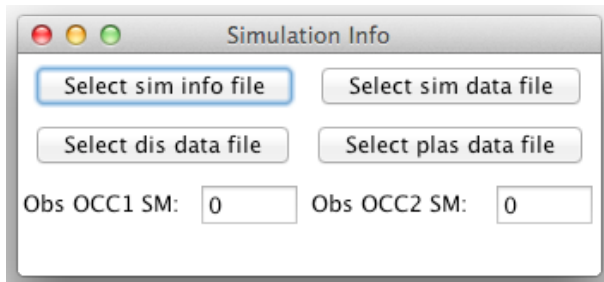 Simulation Info
Select sim info file Select sim data file
Select dis data file Select plas data file
Obs OCC1 SM: 0 Obs OCC2 SM: 0